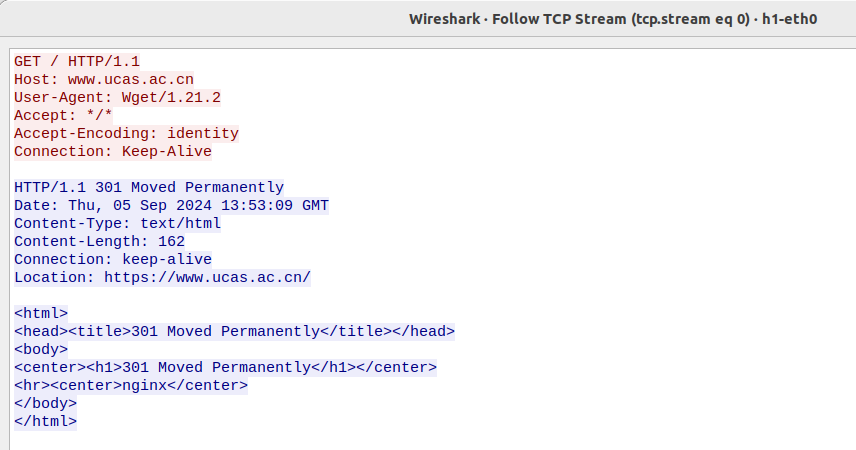 Wireshark · Follow TCP Stream (tcp.stream eq 0) · h1-eth0
GET / HTTP/1.1
Host: www.ucas.ac.cn
User-Agent: Wget/1.21.2
Accept: */*
Accept-Encoding: identity
Connection: Keep-Alive
HTTP/1.1 301 Moved Permanently
Date: Thu, 05 Sep 2024 13:53:09 GMT
Content-Type: text/html
Content-Length: 162
Connection: keep-alive
Location: https://www.ucas.ac.cn/
<html>
<head><title>301 Moved Permanently</title></head>
<body>
<center><h1>301 Moved Permanently</h1></center>
<hr><center>nginx</center>
</body>
</html>